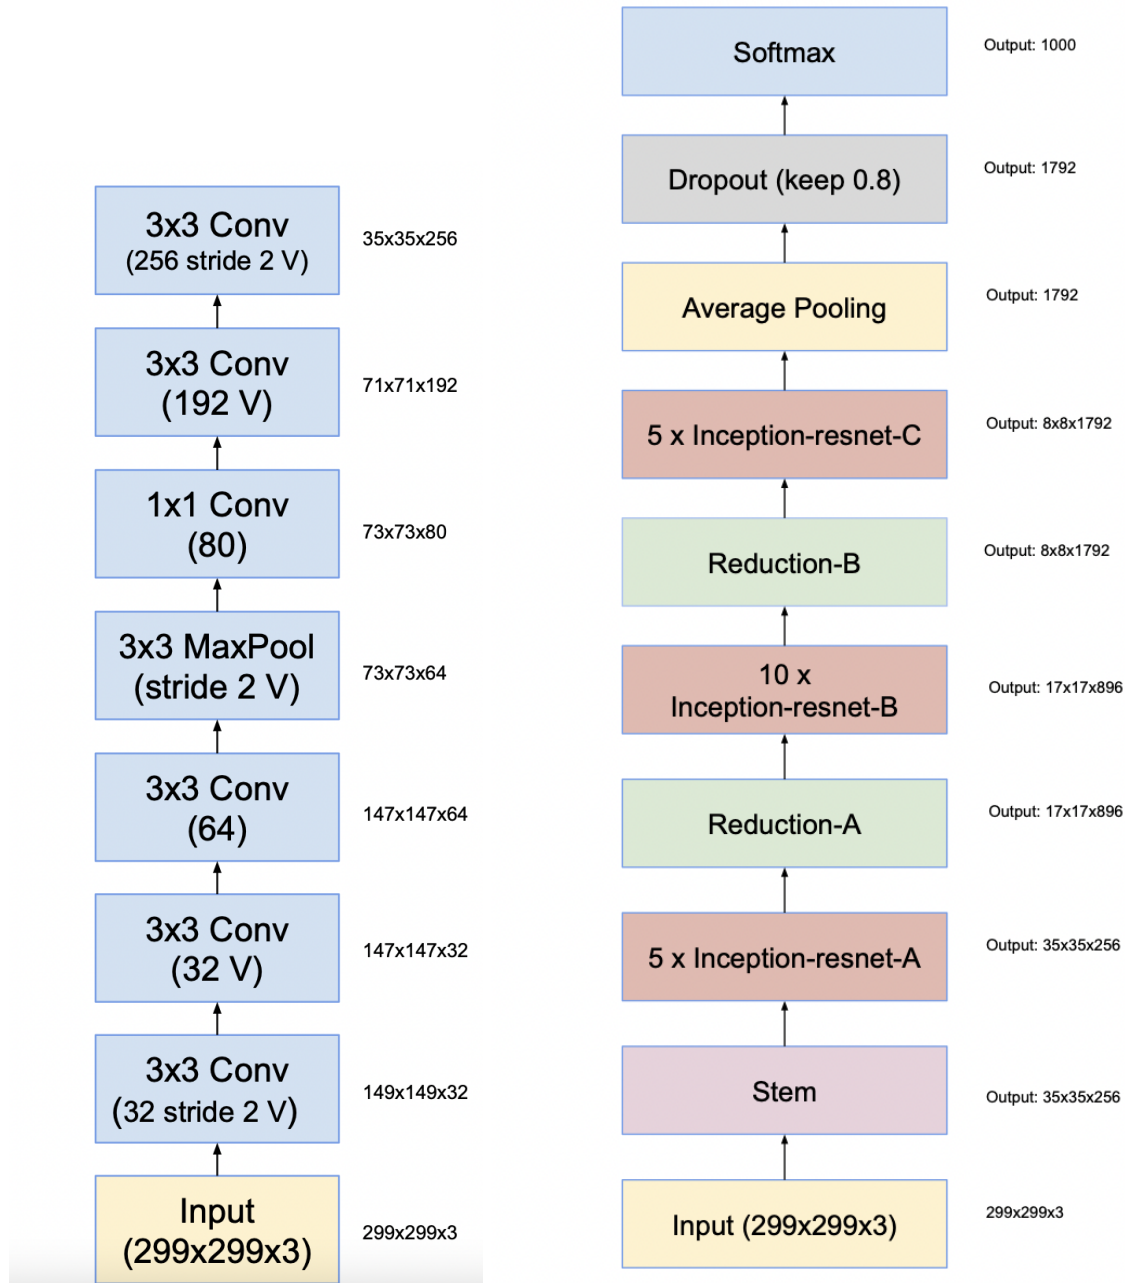 3x3 Conv
(256 stride 2 V)
35x35x256
3x3 Conv
(192 V)
71x71x192
1x1 Conv
(80)
73x73x80
3x3 MaxPool
(stride 2 V)
73x73x64
3x3 Conv
(64)
147x147x64
3x3 Conv
(32 V)
147x147x32
3x3 Conv
(32 stride 2 V)
149x149x32
Input
(299x299x3)
299x299x3
Softmax
Output: 1000
Dropout (keep 0.8)
Output: 1792
Average Pooling
Output: 1792
5 x Inception-resnet-C
Output: 8x8x1792
Reduction-B
Output: 8x8x1792
10 x
Inception-resnet-B
Output: 17x17x896
Reduction-A
Output: 17x17x896
5 x Inception-resnet-A
Output: 35x35x256
Stem
Output: 35x35x256
Input (299x299x3)
299x299x3